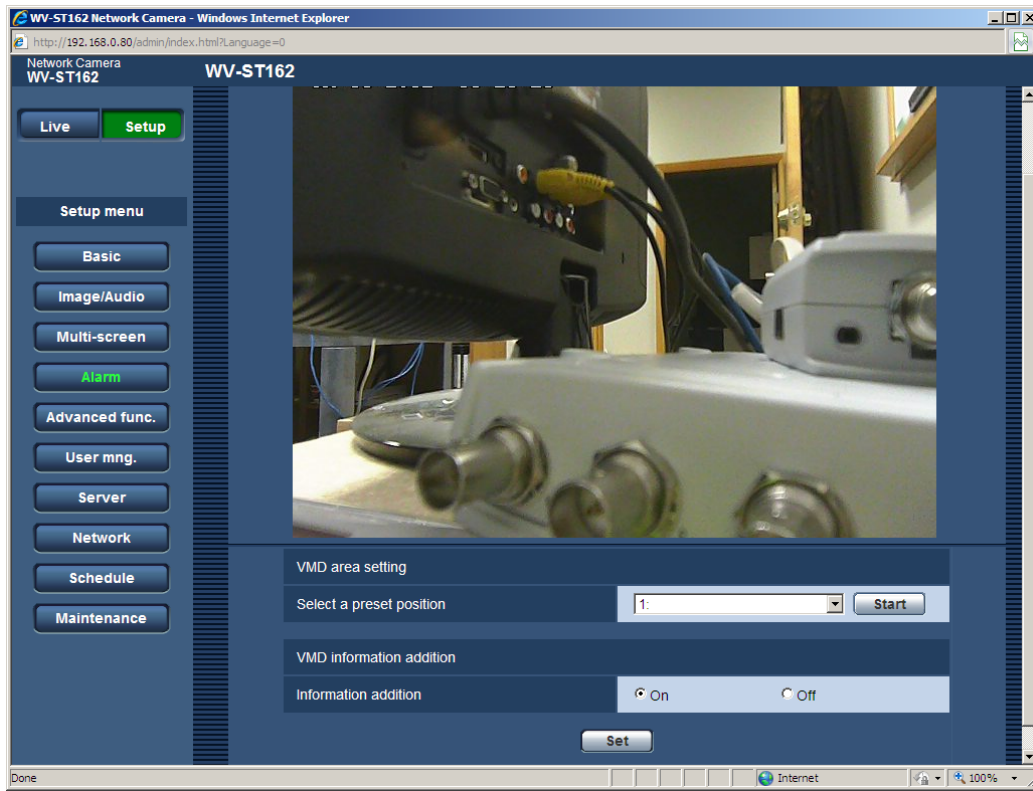 WV-ST162 Network Camera - Windows Internet Explorer
http://192.168.0.80/admin/index.html?Language=0
Network Camera
WV-ST162
WV-ST162
Live
Setup
Setup menu
Basic
Image/Audio
Multi-screen
Alarm
Advanced func.
User mng.
Server
Network
Schedule
Maintenance
VMD area setting
Select a preset position
1:
Start
VMD information addition
Information addition
On
Off
Set
Done
Internet
100%